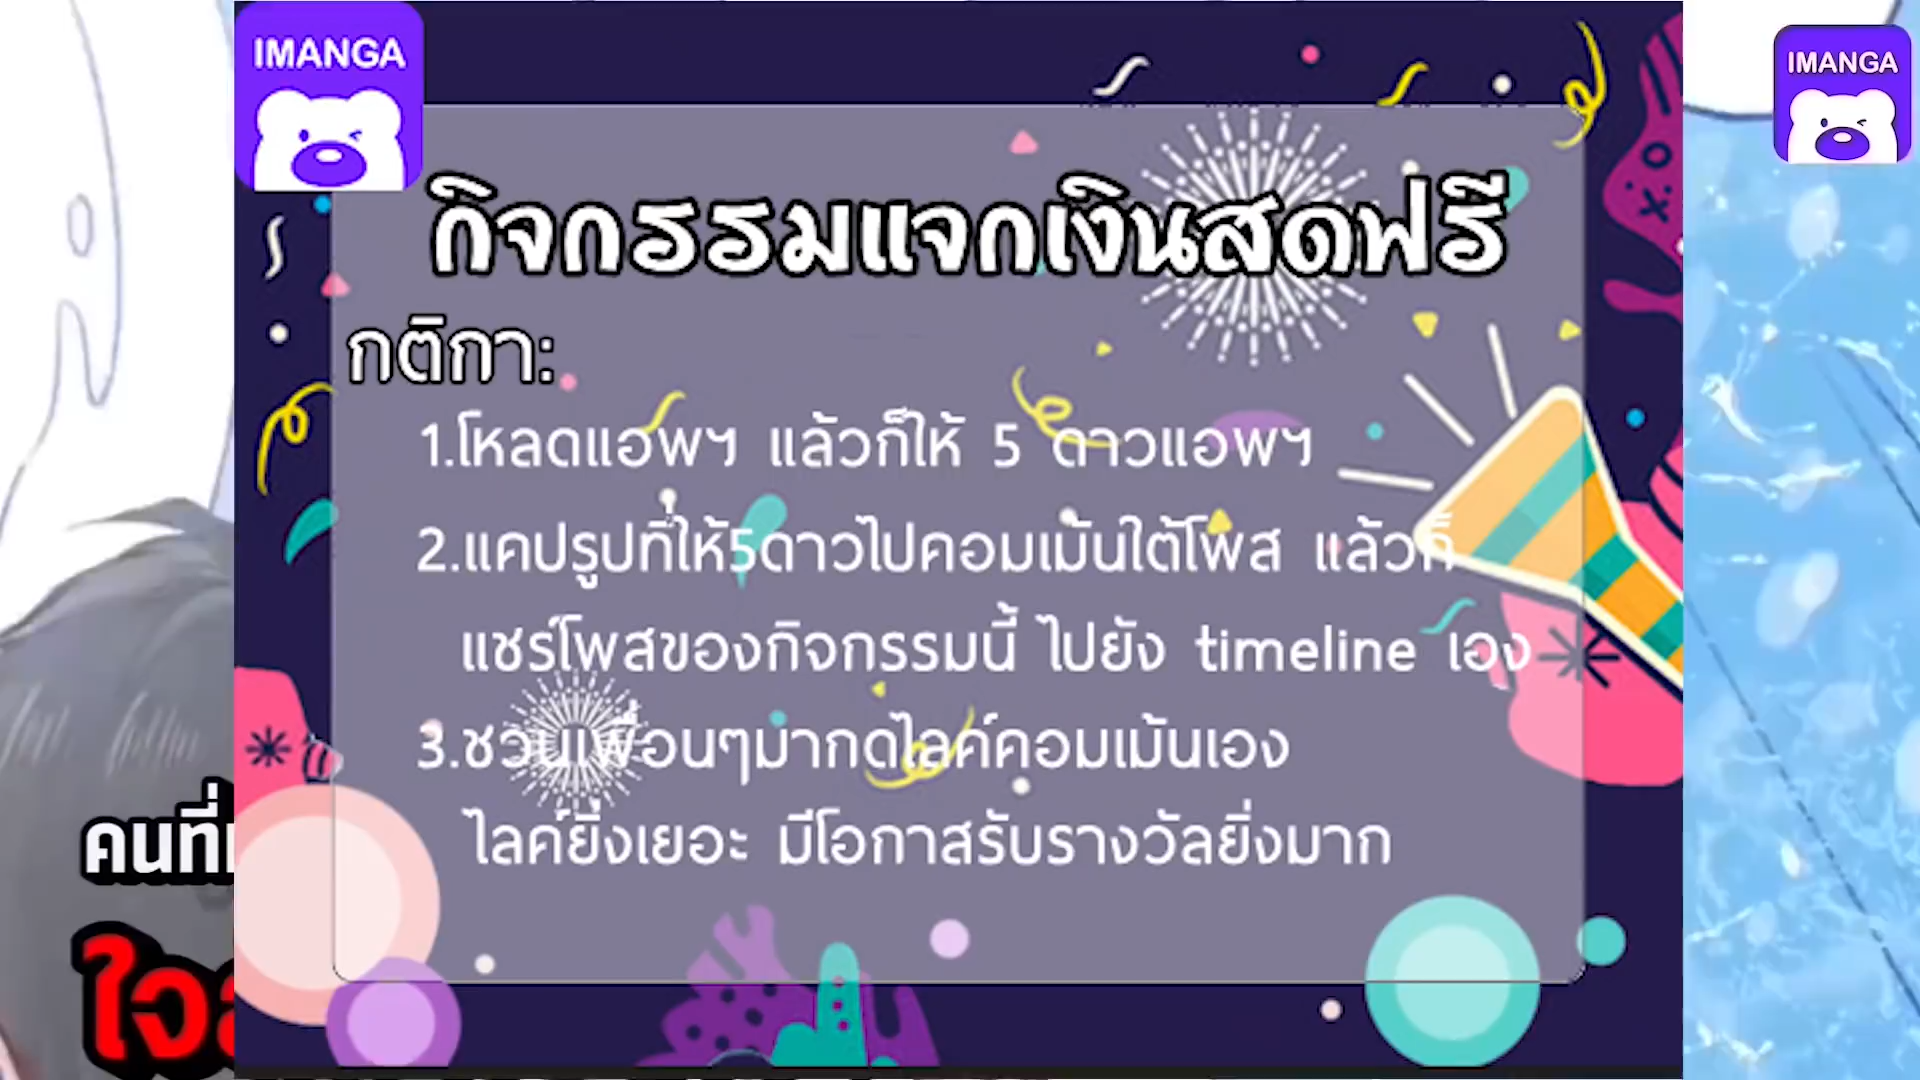 IMANGA
IMANGA
กิจกรรมแจกเงินสดฟรี
กติกา:
1.โหลดแอพฯ แล้วก็ให้ 5 ดาวแอพฯ
2.แคปรูปที่ให้5ดาวไปคอมเม้นใต้โพส แล้วก็
แชร์โพสของกิจกรรมนี้ ไปยัง timeline เอง
3.ชวนเพื่อนๆมากดไลค์คอมเม้นเอง
ไลค์ยิ่งเยอะ มีโอกาสรับรางวัลยิ่งมาก
คนที่